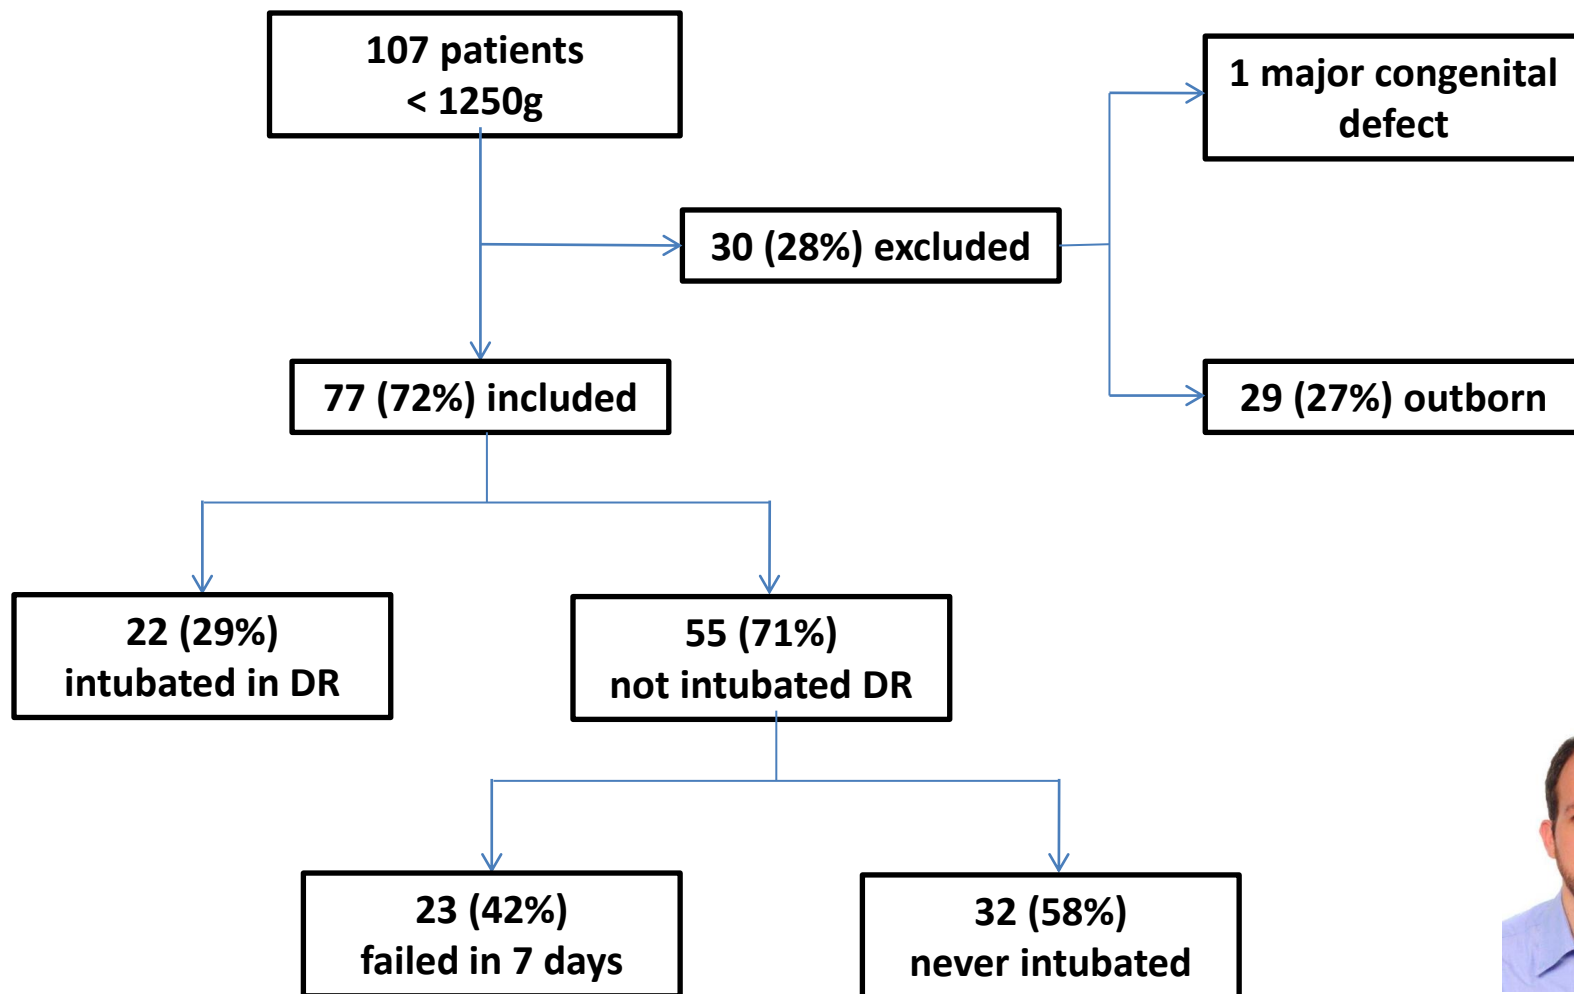 107 patients
< 1250g
1 major congenital
defect
30 (28%) excluded
77 (72%) included
29 (27%) outborn
22 (29%)
intubated in DR
55 (71%)
not intubated DR
23 (42%)
failed in 7 days
32 (58%)
never intubated